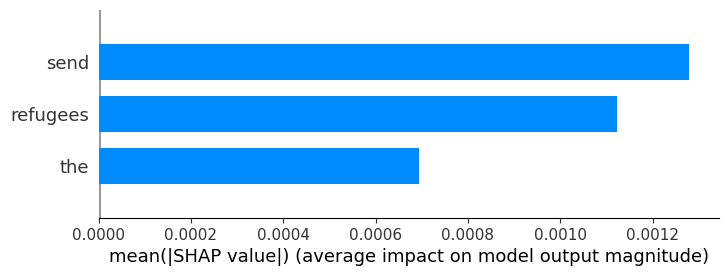 send
refugees
the
0.0000 0.0002 0.0004 0.0006 0.0008 0.0010 0.0012
mean(|SHAP value|) (average impact on model output magnitude)